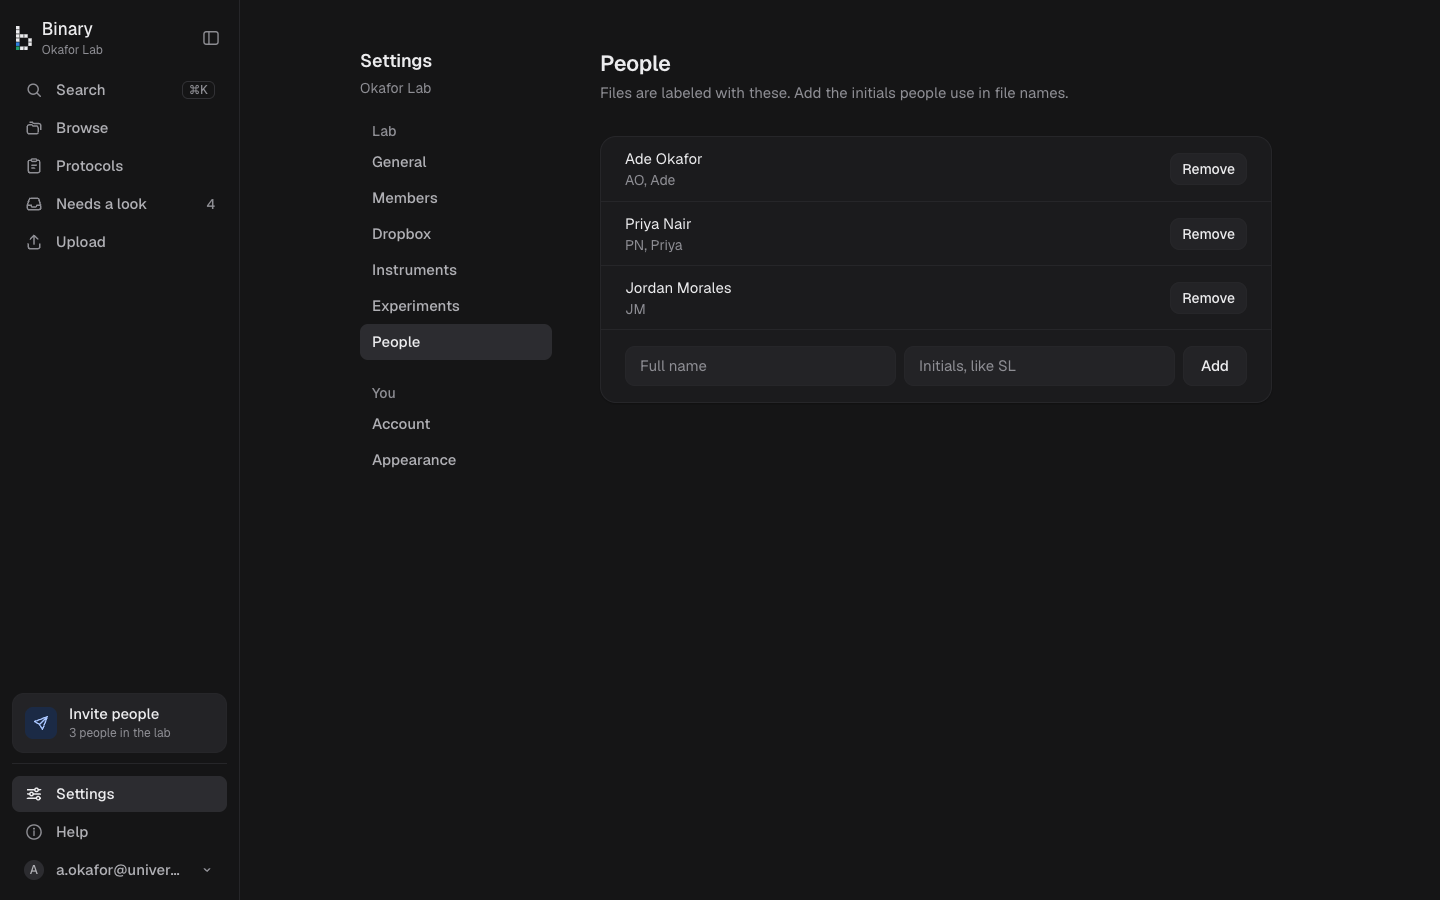 Binary
Okafor Lab
Search ⌘K
Browse
Protocols
Needs a look 4
Upload
Invite people
3 people in the lab
Settings
Help
A a.okafor@univer...
Settings
Okafor Lab
Lab
General
Members
Dropbox
Instruments
Experiments
People
You
Account
Appearance
People
Files are labeled with these. Add the initials people use in file names.
Ade Okafor
AO, Ade
Remove
Priya Nair
PN, Priya
Remove
Jordan Morales
JM
Remove
Full name Initials, like SL Add